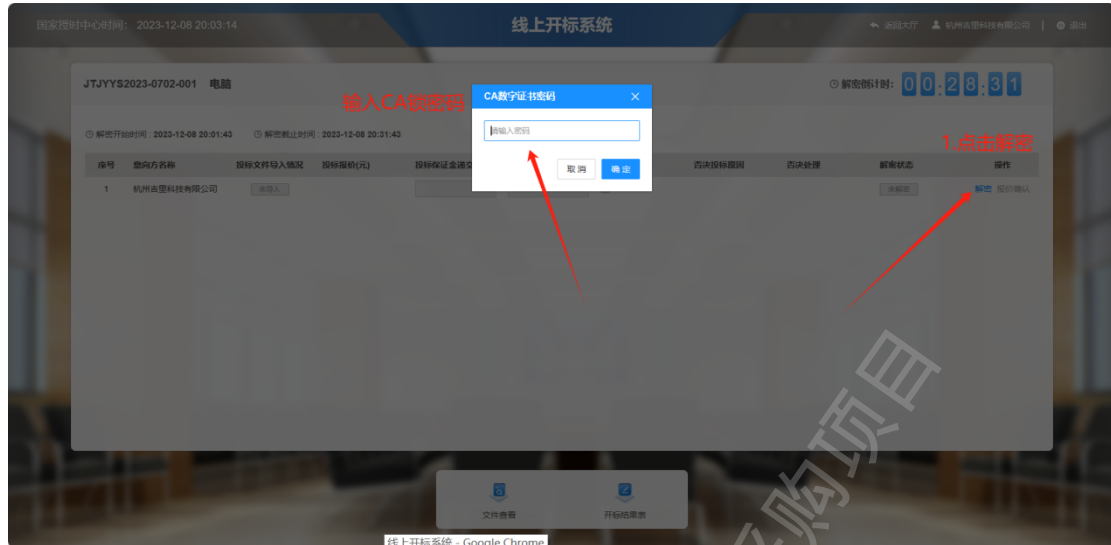 国家授时中心时间： 2023-12-08 20:03:14
线上开标系统
返回大厅 杭州吉里科技有限公司 | 退出
JTJYYS2023-0702-001 电脑
解密倒计时： 00:28:31
输入CA锁密码
CA数字证书密码 ×
解密开始时间：2023-12-08 20:01:43 解密截止时间：2023-12-08 20:31:43
请输入密码
1.点击解密
取消 确定
序号 意向方名称 投标文件导入情况 投标报价(元) 投标保证金递交 否决投标原因 否决处理 解密状态 操作
1 杭州吉里科技有限公司 未导入 未解密 解密 报价确认
文件查看 开标结果表
线上开标系统 - Google Chrome
采购项目